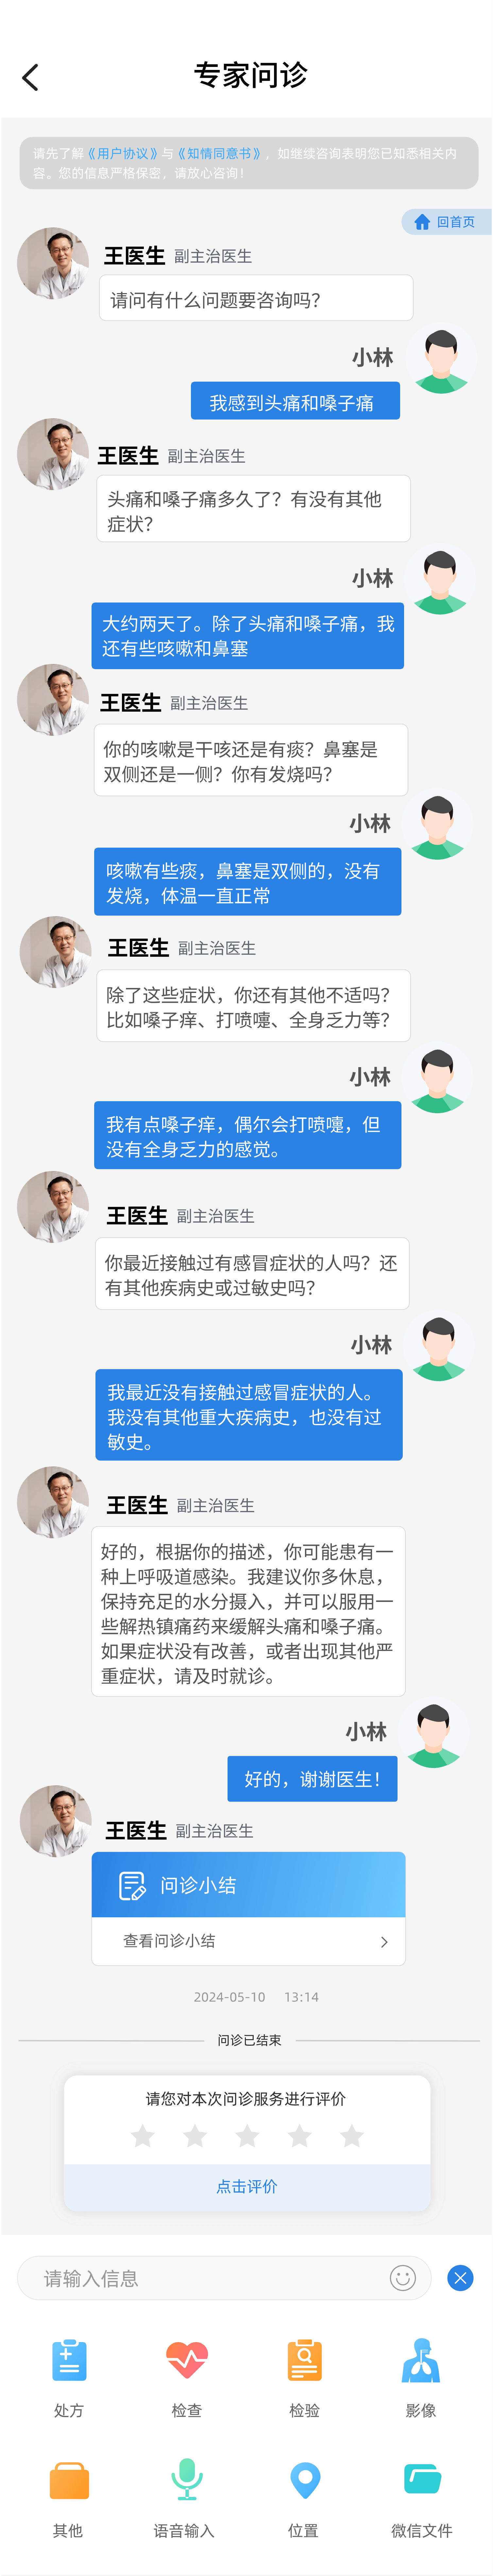 专家问诊
请先了解《用户协议》与《知情同意书》，如继续咨询表明您已知悉相关内
容。您的信息严格保密，请放心咨询！
回首页
王医生 副主治医生
请问有什么问题要咨询吗？
小林
我感到头痛和嗓子痛
王医生 副主治医生
头痛和嗓子痛多久了？有没有其他
症状？
小林
大约两天了。除了头痛和嗓子痛，我
还有些咳嗽和鼻塞
王医生 副主治医生
你的咳嗽是干咳还是有痰？鼻塞是
双侧还是一侧？你有发烧吗？
小林
咳嗽有些痰，鼻塞是双侧的，没有
发烧，体温一直正常
王医生 副主治医生
除了这些症状，你还有其他不适吗？
比如嗓子痒、打喷嚏、全身乏力等？
小林
我有点嗓子痒，偶尔会打喷嚏，但
没有全身乏力的感觉。
王医生 副主治医生
你最近接触过有感冒症状的人吗？还
有其他疾病史或过敏史吗？
小林
我最近没有接触过感冒症状的人。
我没有其他重大疾病史，也没有过
敏史。
王医生 副主治医生
好的，根据你的描述，你可能患有一
种上呼吸道感染。我建议你多休息，
保持充足的水分摄入，并可以服用一
些解热镇痛药来缓解头痛和嗓子痛。
如果症状没有改善，或者出现其他严
重症状，请及时就诊。
小林
好的，谢谢医生！
王医生 副主治医生
问诊小结
查看问诊小结
2024-05-10 13:14
问诊已结束
请您对本次问诊服务进行评价
点击评价
请输入信息
处方 检查 检验 影像
其他 语音输入 位置 微信文件